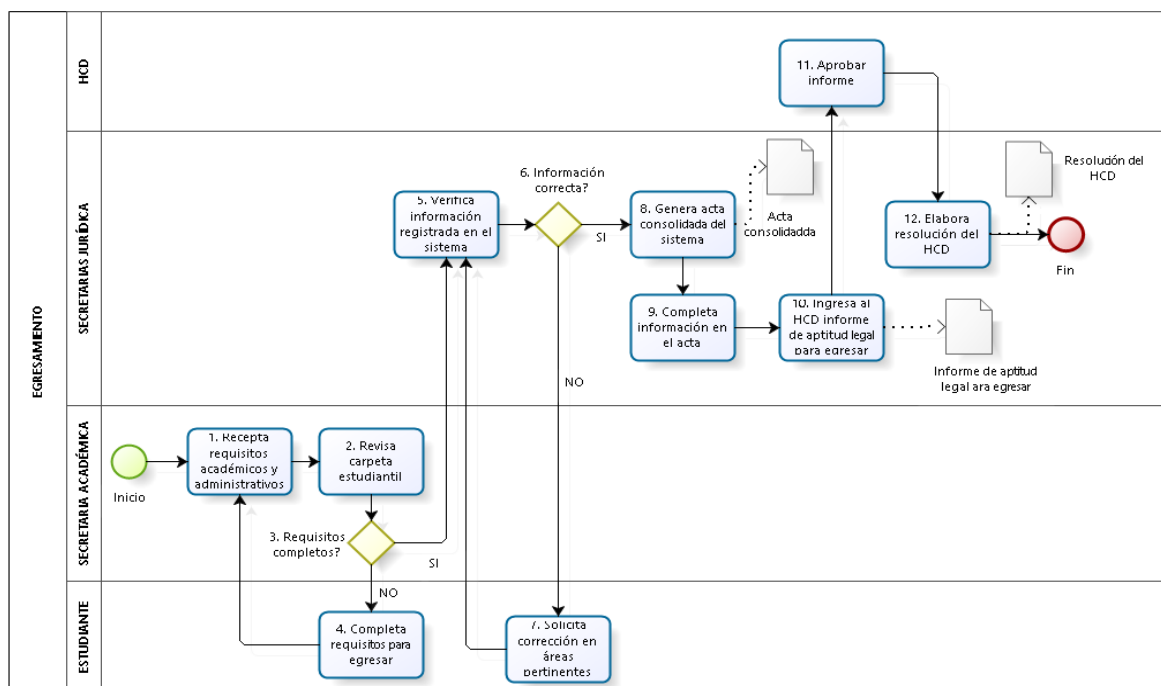 EGRESAMIENTO
HCD
11. Aprobar
informe
SECRETARIAS JURÍDICA
6. Información
correcta?
5. Verifica
información
registrada en el
sistema
SI
NO
8. Genera acta
consolidada del
sistema
Acta
consolidadda
9. Completa
información en
el acta
10. Ingresa al
HCD informe
de aptitud legal
para egresar
Informe de aptitud
legal ara egresar
12. Elabora
resolución del
HCD
Resolución del
HCD
Fin
SECRETARIA ACADÉMICA
Inicio
1. Recepta
requisitos
académicos y
administrativos
2. Revisa
carpeta
estudiantil
3. Requisitos
completos?
SI
NO
ESTUDIANTE
4. Completa
requisitos para
egresar
7. Solicita
corrección en
áreas
pertinentes